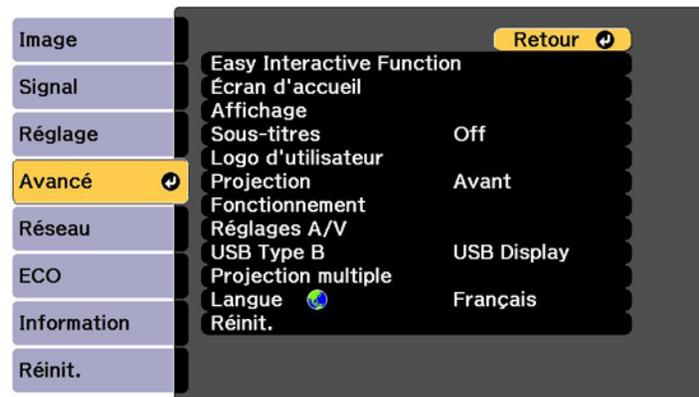 Image
Signal
Réglage
Avancé
Réseau
ECO
Information
Réinit.
Retour
Easy Interactive Function
Écran d'accueil
Affichage
Sous-titres Off
Logo d'utilisateur
Projection Avant
Fonctionnement
Réglages A/V
USB Type B USB Display
Projection multiple
Langue Français
Réinit.